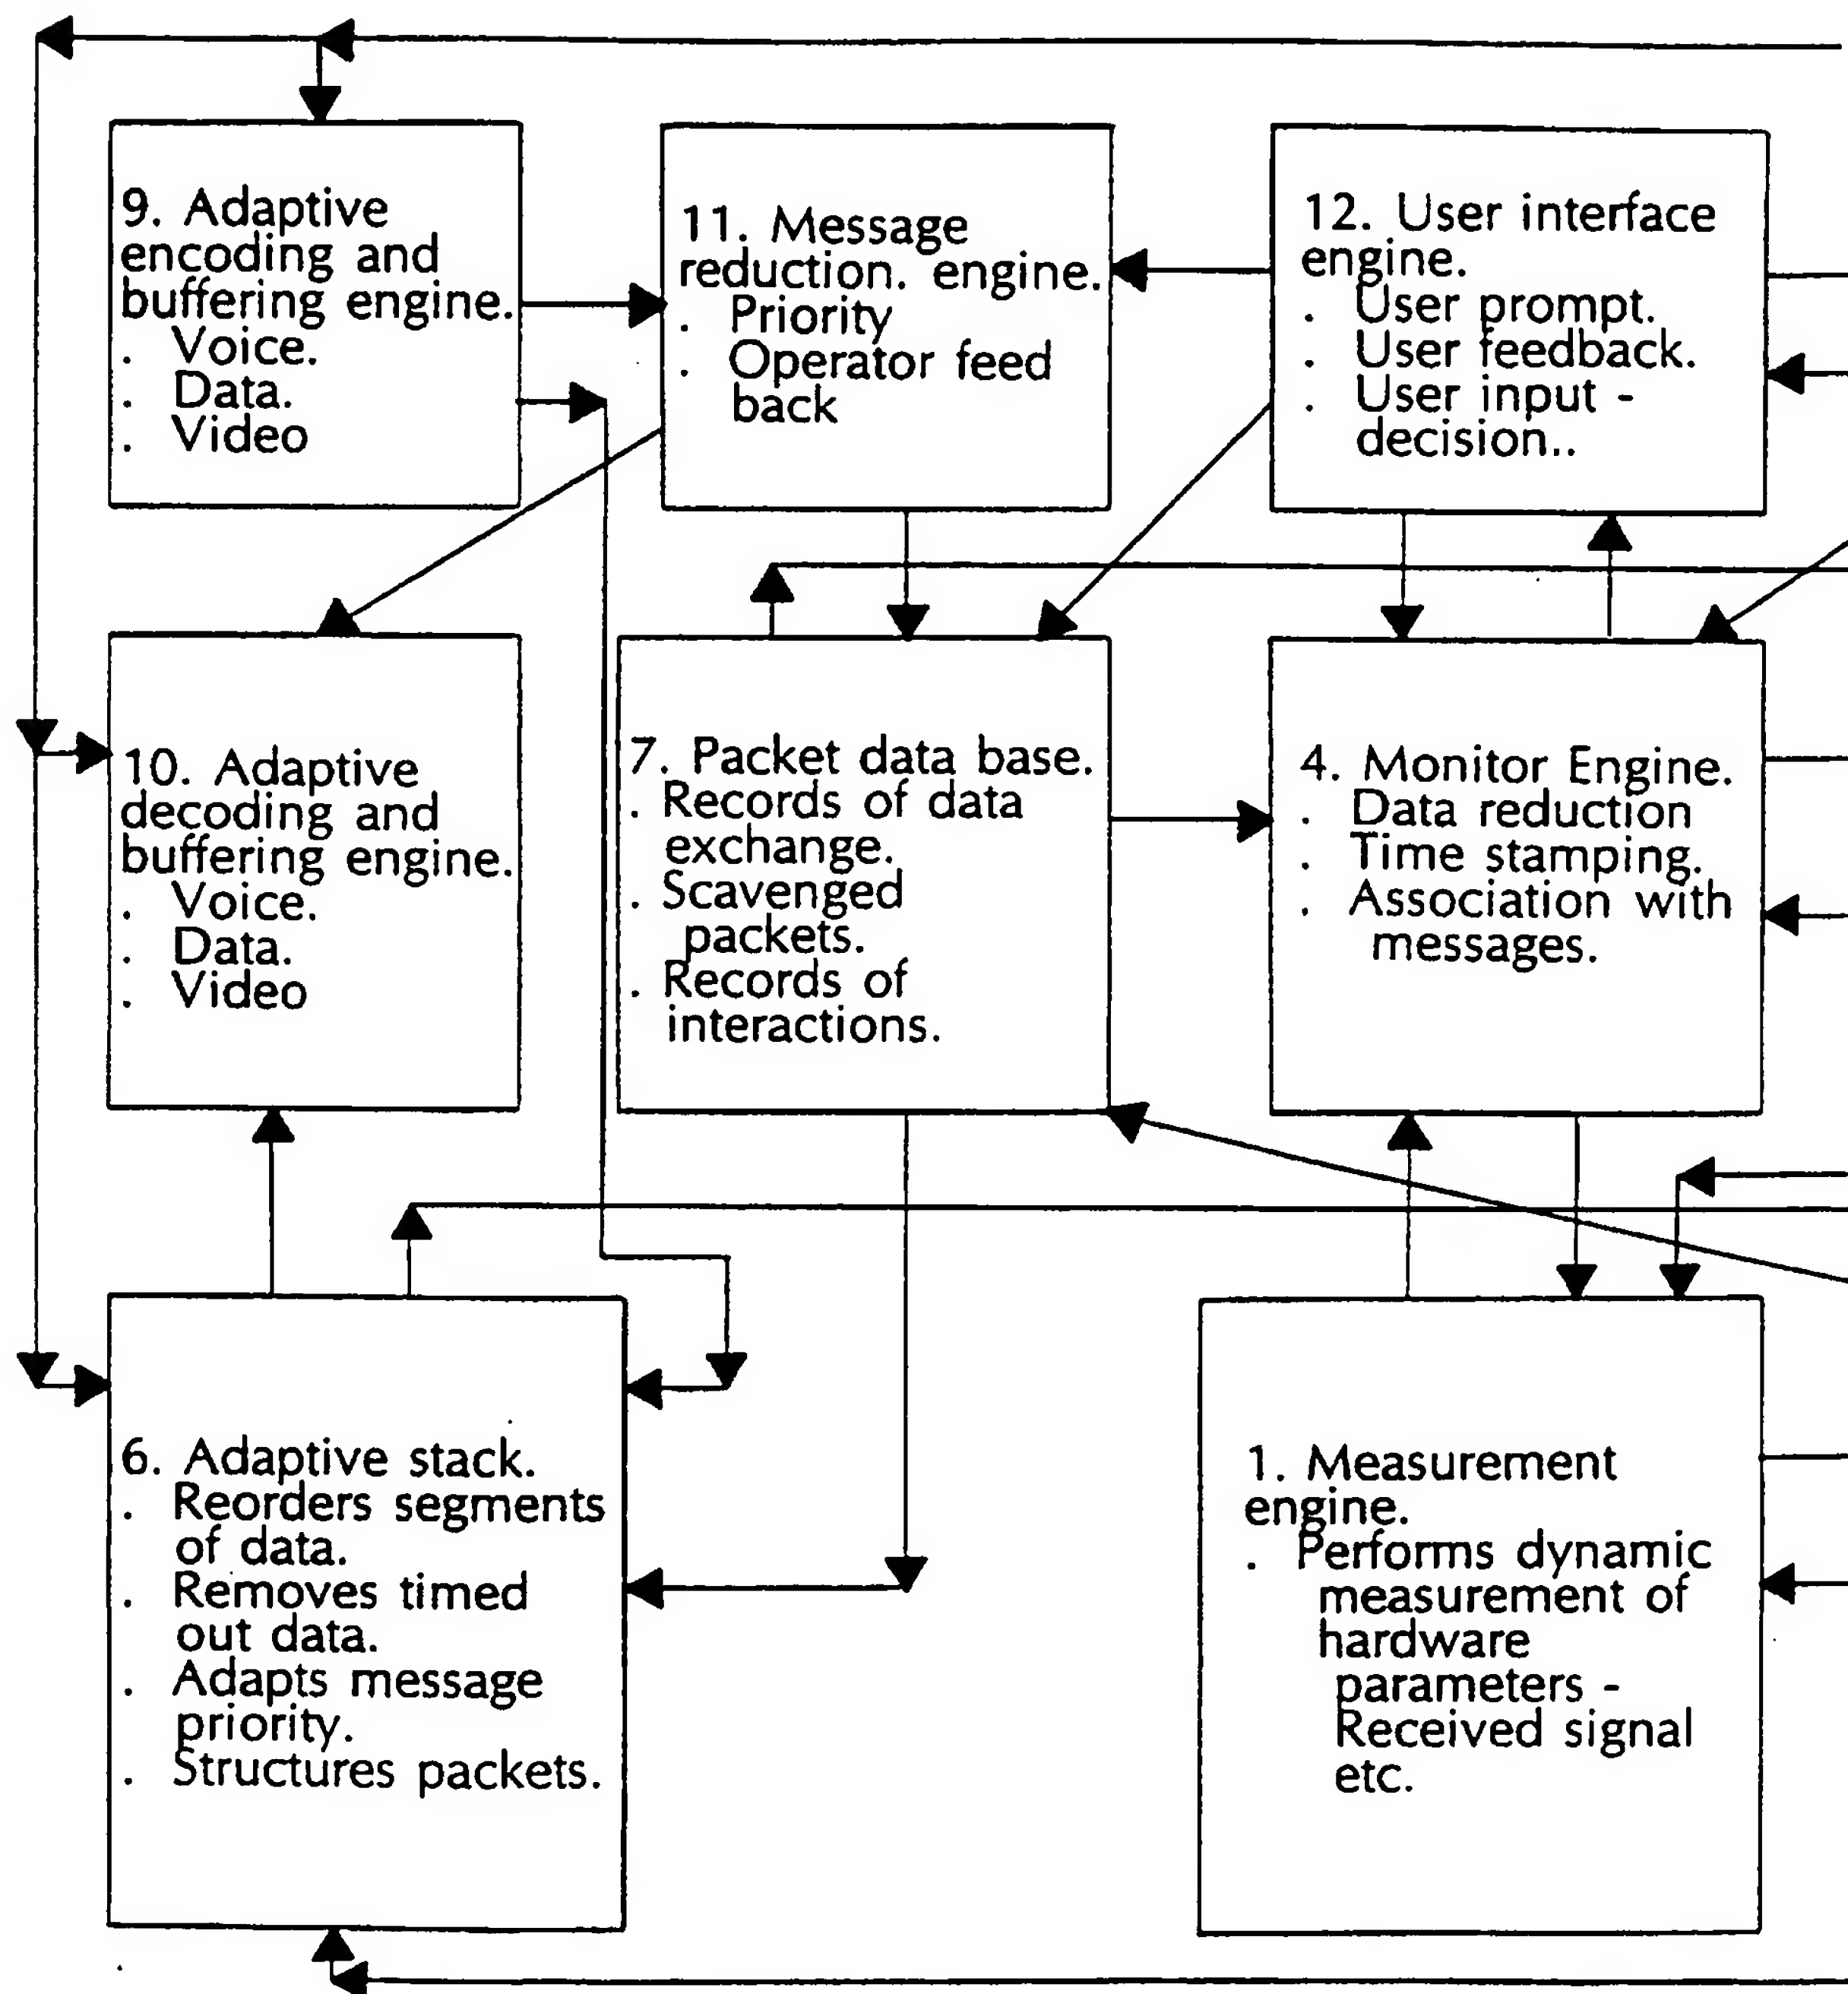 9. Adaptive
encoding and
buffering engine.
. Voice.
. Data.
. Video
11. Message
reduction. engine.
. Priority
. Operator feed
back
12. User interface
engine.
. User prompt.
. User feedback.
. User input -
decision..
10. Adaptive
decoding and
buffering engine.
. Voice.
. Data.
. Video
7. Packet data base.
. Records of data
exchange.
. Scavenged
packets.
. Records of
interactions.
4. Monitor Engine.
. Data reduction
. Time stamping.
. Association with
messages.
6. Adaptive stack.
. Reorders segments
of data.
. Removes timed
out data.
. Adapts message
priority.
. Structures packets.
1. Measurement
engine.
. Performs dynamic
measurement of
hardware
parameters -
Received signal
etc.